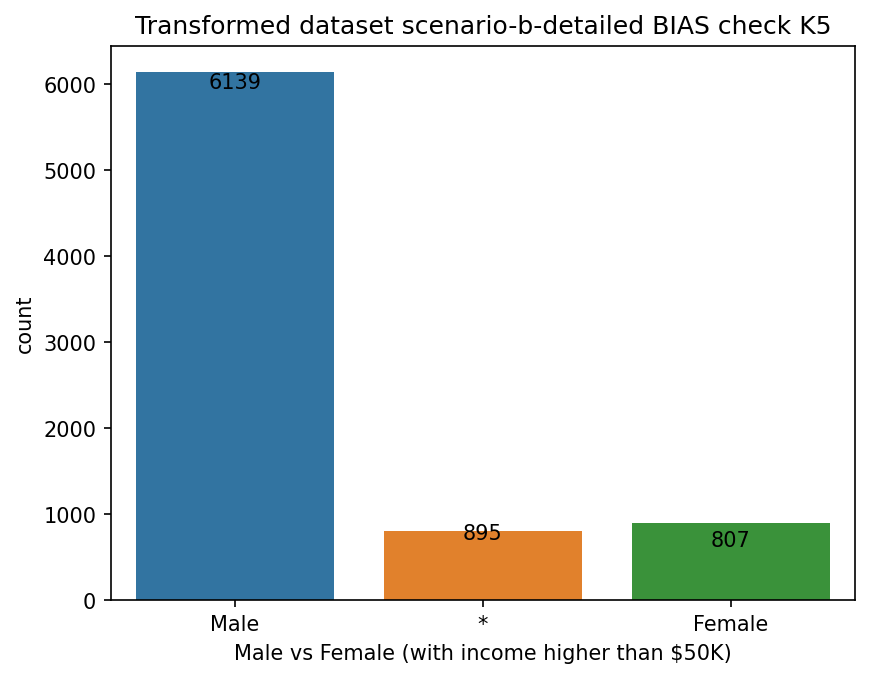 Transformed dataset scenario-b-detailed BIAS check K5
6000
5000
4000
3000
2000
1000
0
count
6139
895
807
Male
*
Female
Male vs Female (with income higher than $50K)